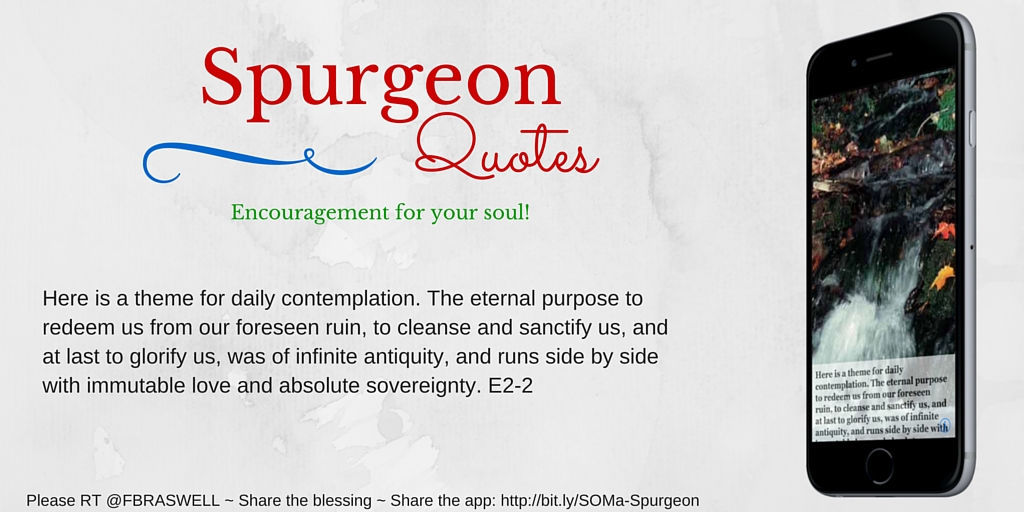 Spurgeon
Quotes
Encouragement for your soul!
Here is a theme for daily contemplation. The eternal purpose to
redeem us from our foreseen ruin, to cleanse and sanctify us, and
at last to glorify us, was of infinite antiquity, and runs side by side
with immutable love and absolute sovereignty. E2-2
Here is a theme for daily
contemplation. The eternal purpose
to redeem us from our foreseen
ruin, to cleanse and sanctify us, and
at last to glorify us, was of infinite
antiquity, and runs side by side with
Please RT @FBRASWELL ~ Share the blessing ~ Share the app: http://bit.ly/SOMa-Spurgeon